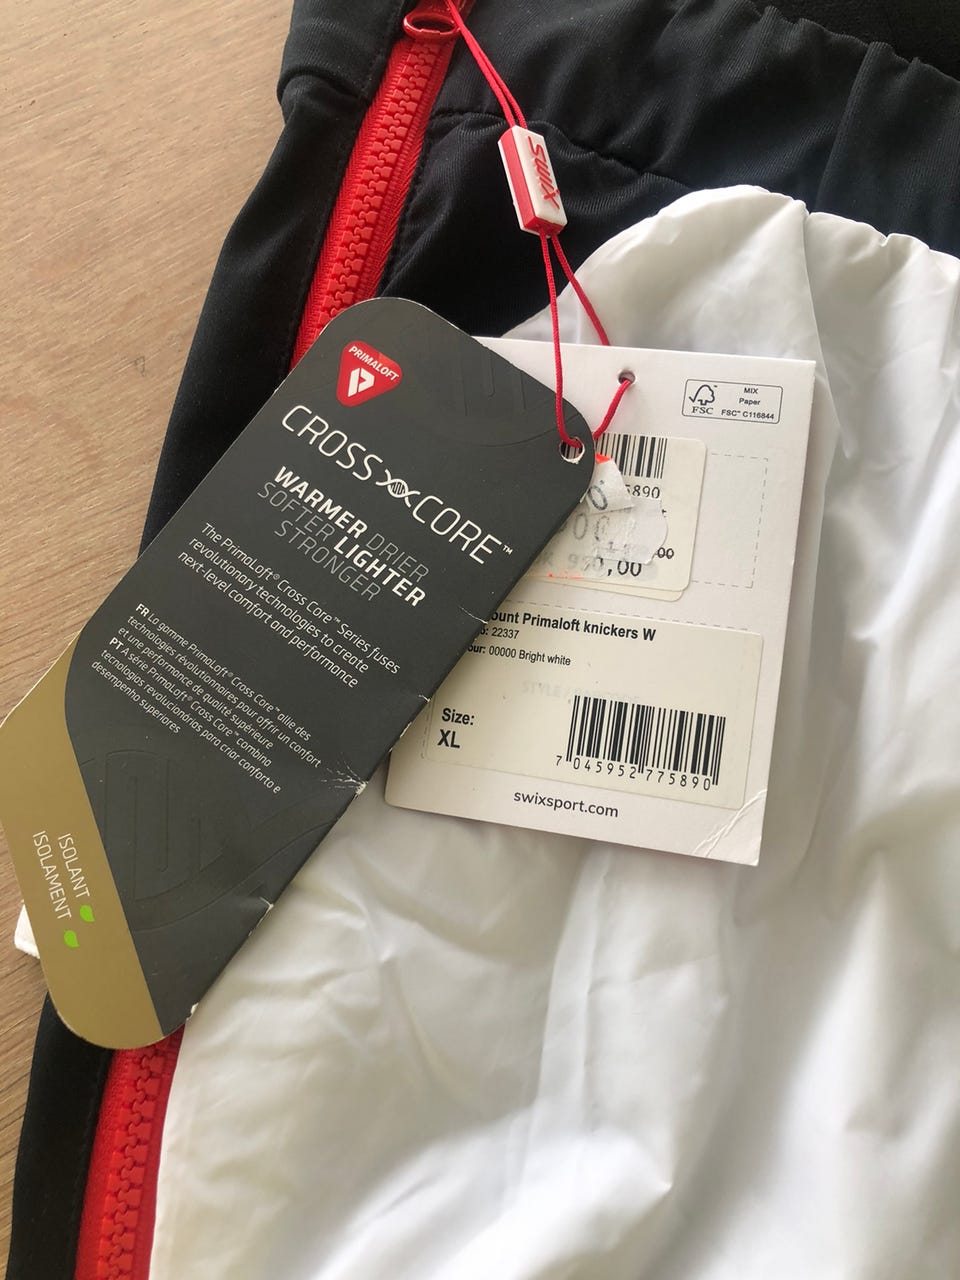 Swix
PRIMALOFT
CROSS CORE™
WARMER DRIER
SOFTER LIGHTER
STRONGER
The PrimaLoft® Cross Core™ Series fuses
revolutionary technologies to create
next-level comfort and performance
FR La gamme PrimaLoft® Cross Core™ allie des
technologies révolutionnaires pour offrir un confort
et une performance de qualité supérieure
PT A série PrimaLoft® Cross Core™ combina
tecnologias revolucionárias para criar conforto e
desempenho superiores
ISOLANT
ISOLAMENT
FSC
MIX
Paper
FSC™ C116844
5890
00
,00
Primaloft knickers W
22337
00000 Bright white
Size:
XL
7 045952 775890
swixsport.com